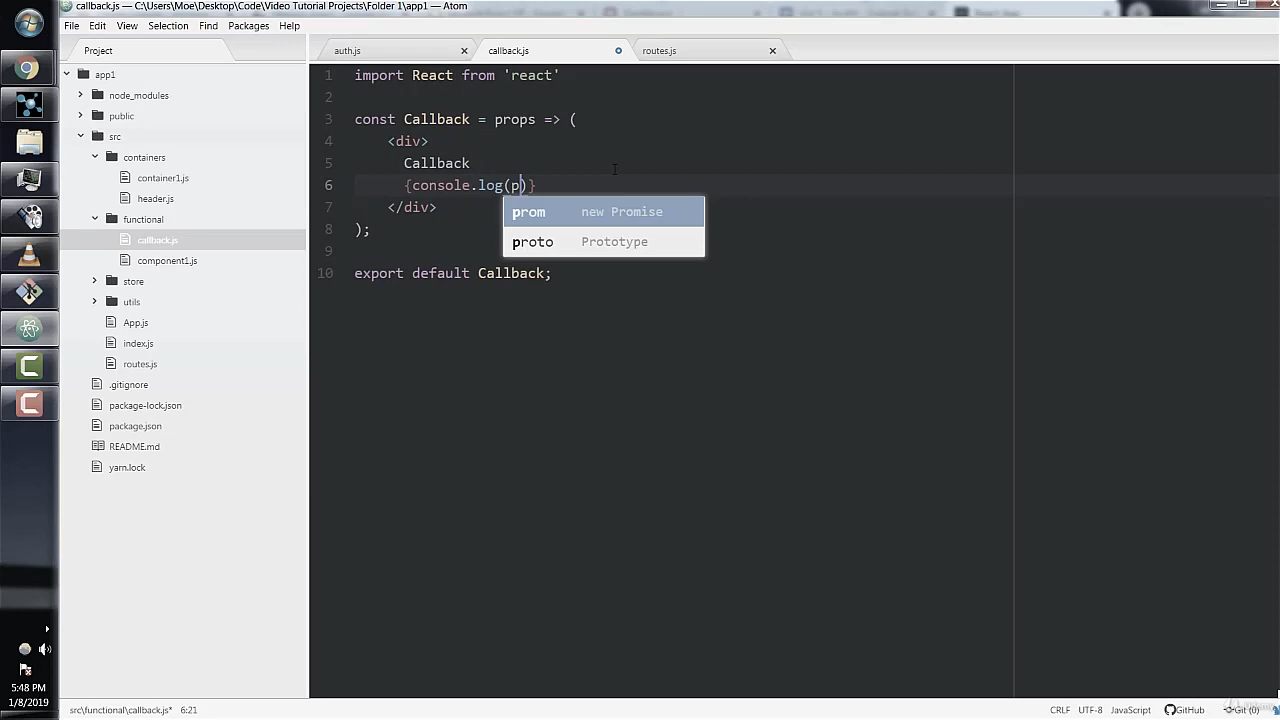 callback.js — C:\Users\Moe\Desktop\Code\Video Tutorial Projects\Folder 1\app1 — Atom
File Edit View Selection Find Packages Help
Project
auth.js
callback.js
routes.js
app1
node_modules
public
src
containers
container1.js
header.js
functional
callback.js
component1.js
store
utils
App.js
index.js
routes.js
.gitignore
package-lock.json
package.json
README.md
yarn.lock
1 import React from 'react'
2
3 const Callback = props => (
4 <div>
5 Callback
6 {console.log(p)}
7 </div>
8 );
9
10 export default Callback;
prom new Promise
proto Prototype
5:48 PM
1/8/2019
src\functional\callback.js* 6:21
CRLF UTF-8 JavaScript GitHub Git (0)